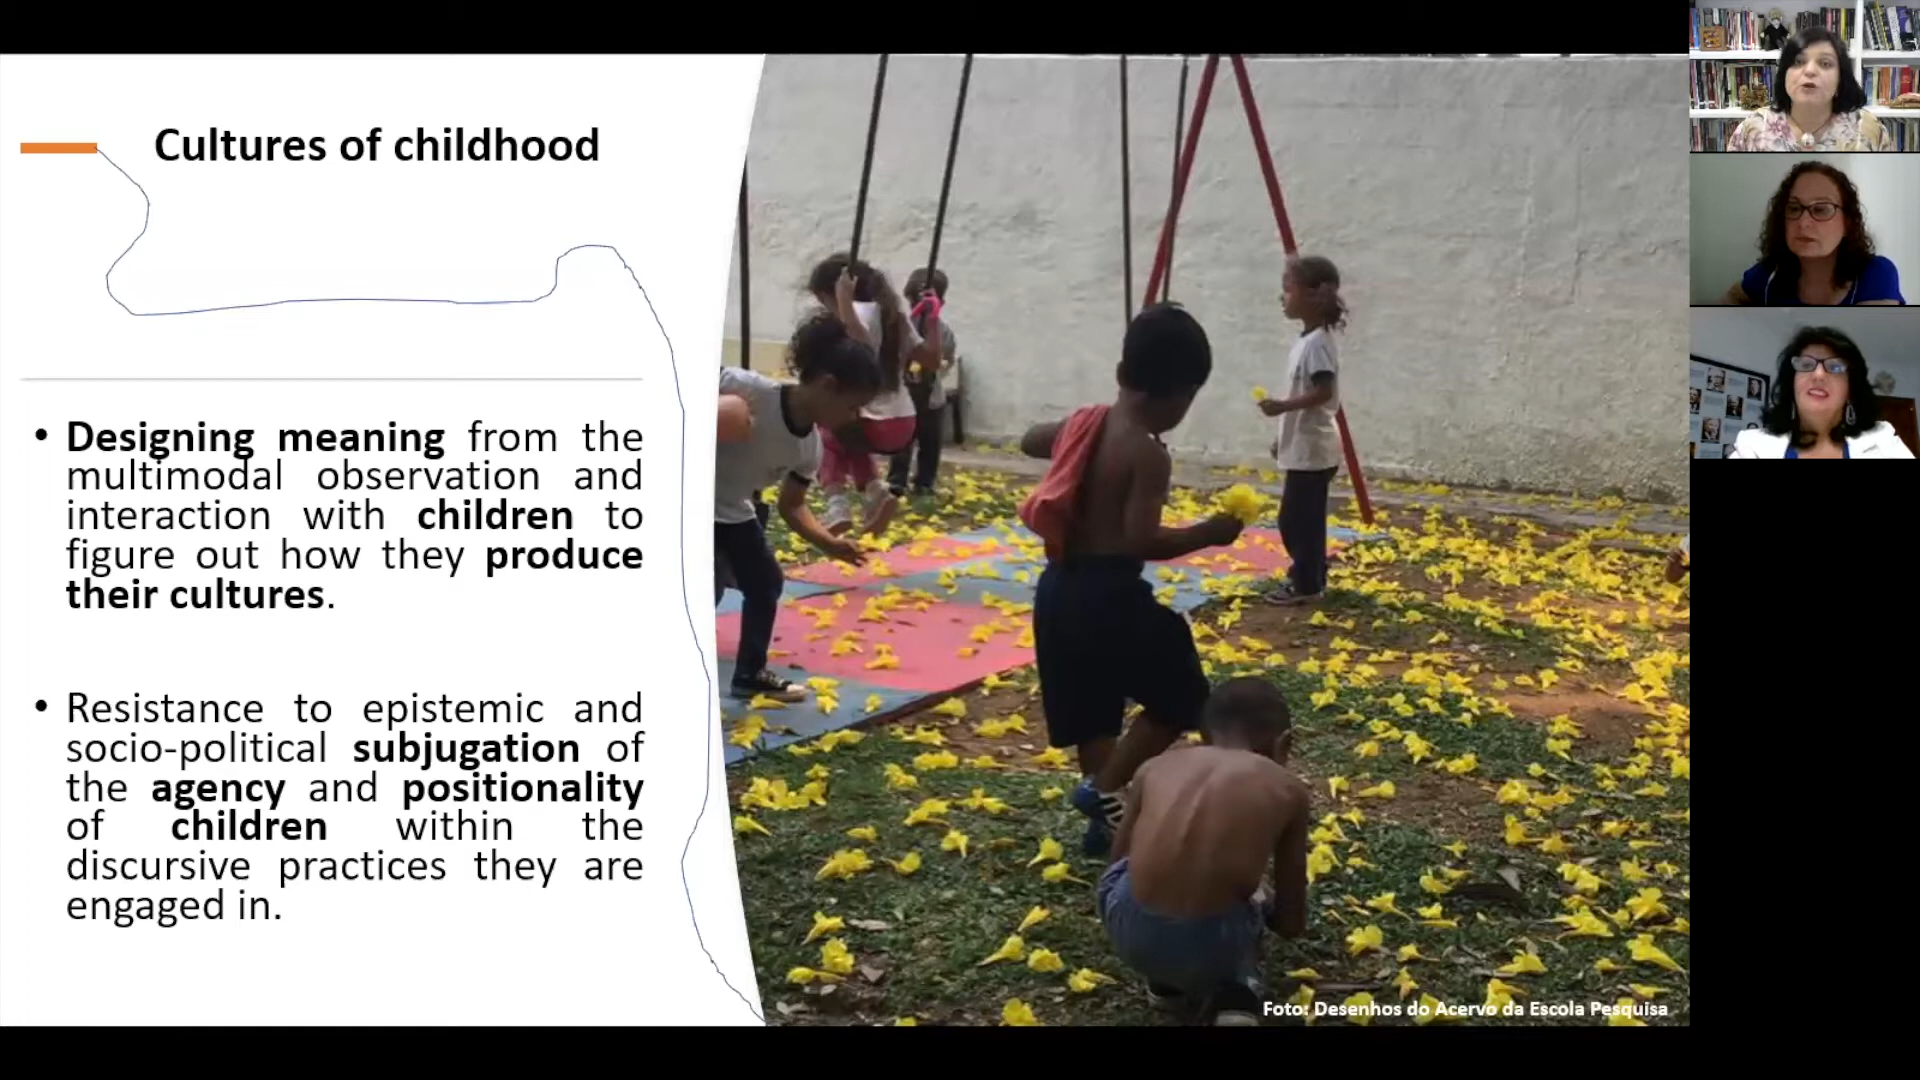 Cultures of childhood
• Designing meaning from the
multimodal observation and
interaction with children to
figure out how they produce
their cultures.
• Resistance to epistemic and
socio-political subjugation of
the agency and positionality
of children within the
discursive practices they are
engaged in.
Foto: Desenhos do Acervo da Escola Pesquisa